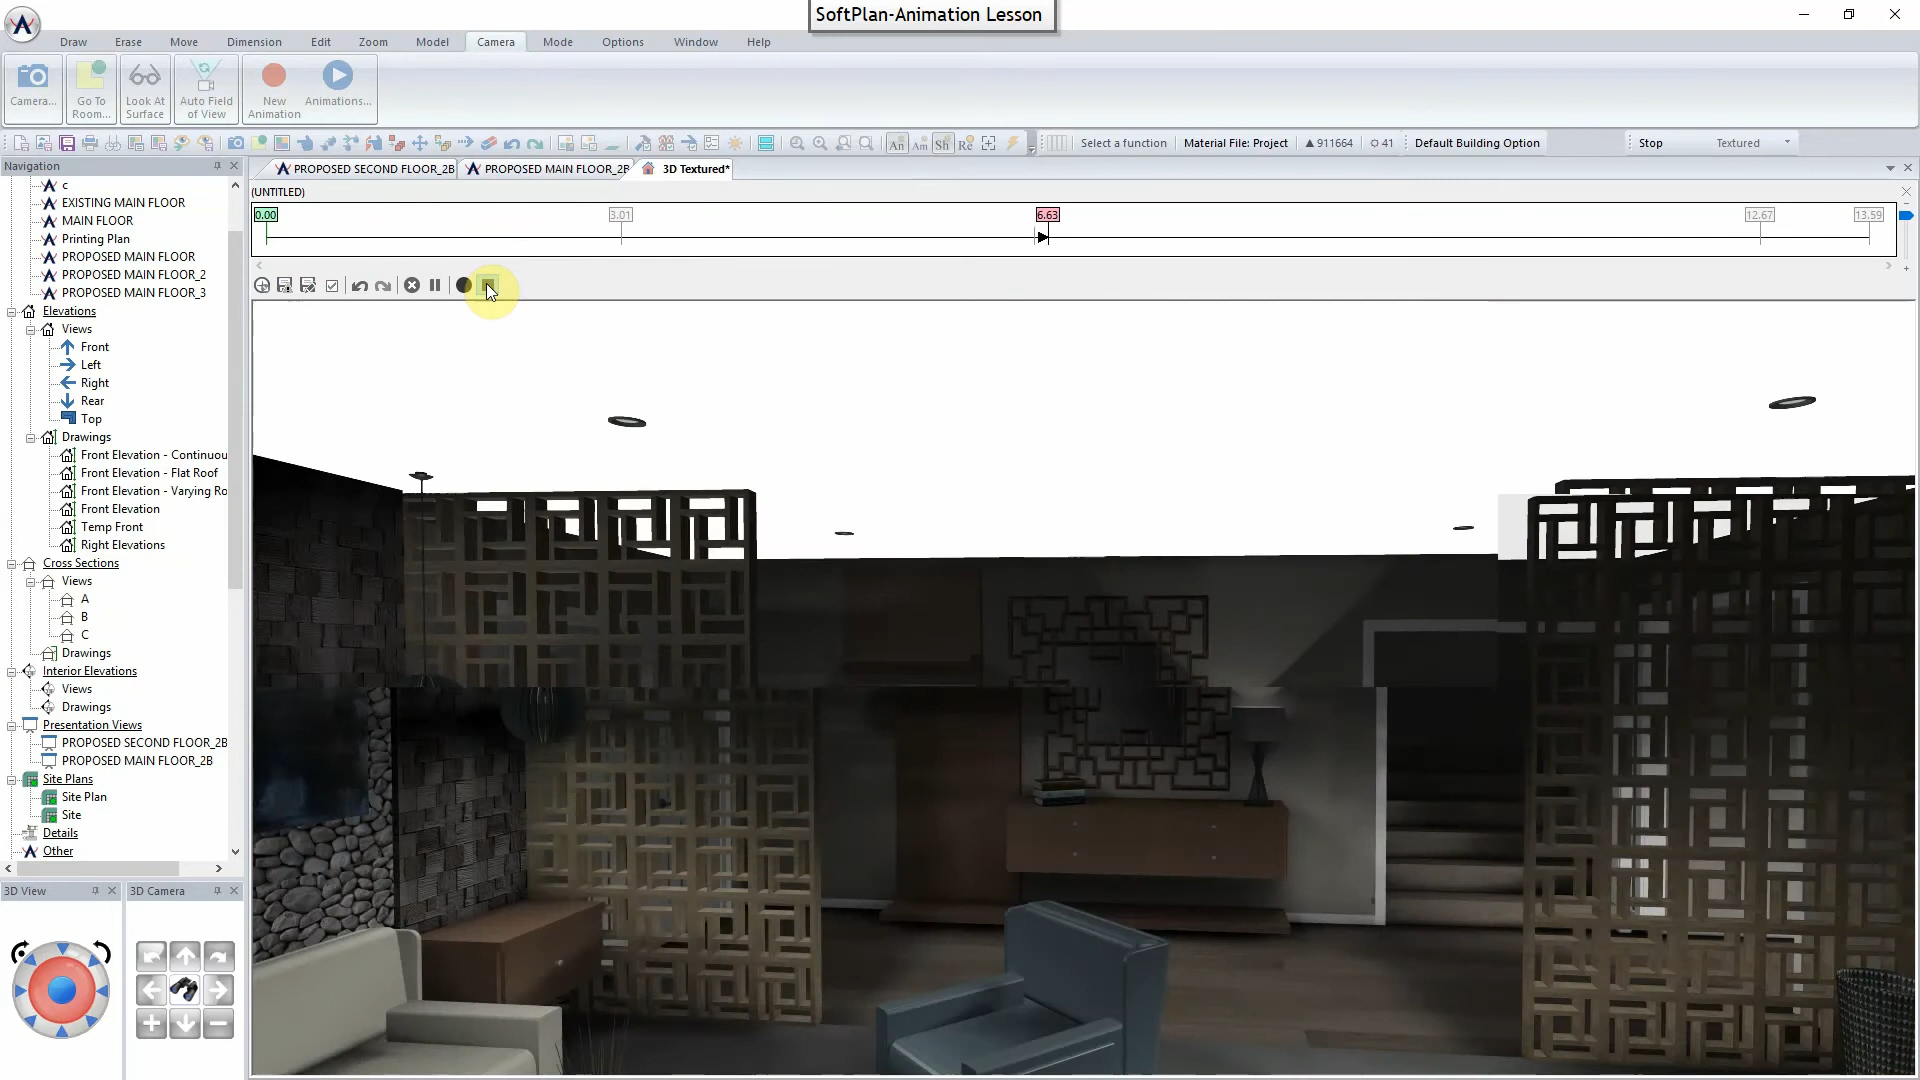 SoftPlan-Animation Lesson
Draw Erase Move Dimension Edit Zoom Model Camera Mode Options Window Help
Camera... Go To Room... Look At Surface Auto Field of View New Animation Animations...
An Am Sh Re Select a function Material File: Project 911664 41 Default Building Option Stop Textured
Navigation
PROPOSED SECOND FLOOR_2B PROPOSED MAIN FLOOR_2B 3D Textured*
(UNTITLED)
0.00 3.01 6.63 12.67 13.59
c
EXISTING MAIN FLOOR
MAIN FLOOR
Printing Plan
PROPOSED MAIN FLOOR
PROPOSED MAIN FLOOR_2
PROPOSED MAIN FLOOR_3
Elevations
Views
Front
Left
Right
Rear
Top
Drawings
Front Elevation - Continuou
Front Elevation - Flat Roof
Front Elevation - Varying Ro
Front Elevation
Temp Front
Right Elevations
Cross Sections
Views
A
B
C
Drawings
Interior Elevations
Views
Drawings
Presentation Views
PROPOSED SECOND FLOOR_2B
PROPOSED MAIN FLOOR_2B
Site Plans
Site Plan
Site
Details
Other
3D View 3D Camera